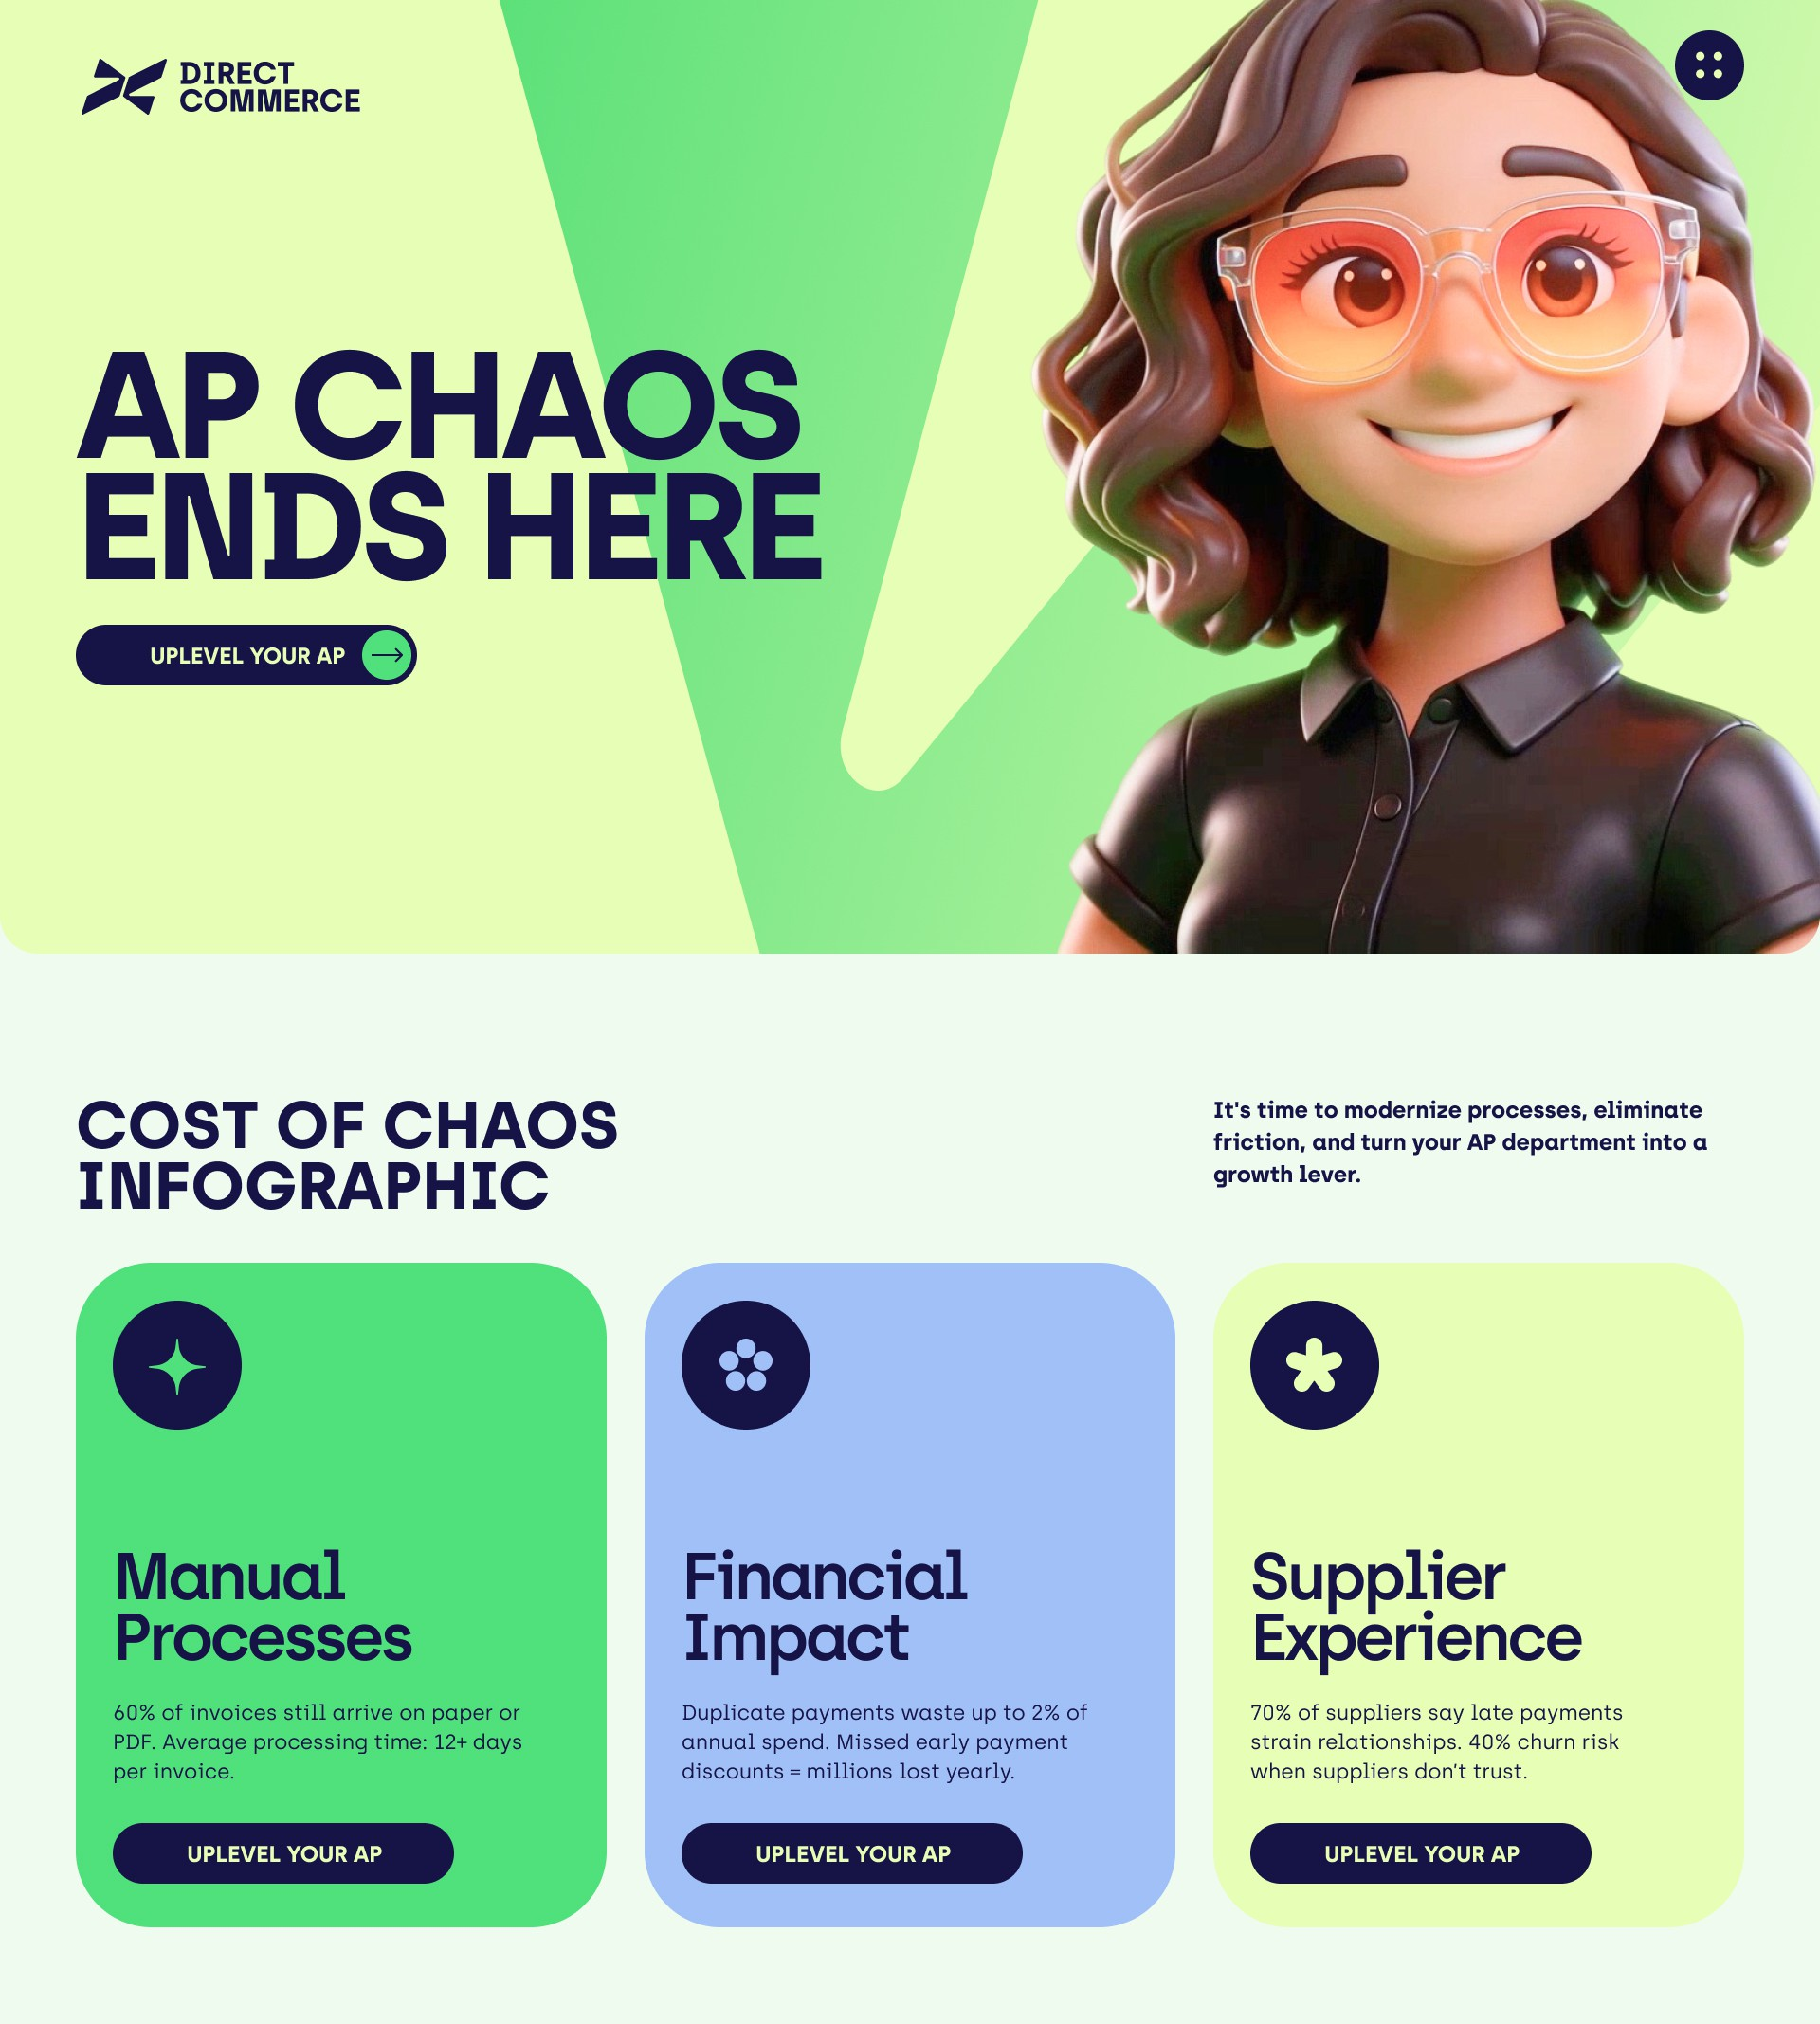 DIRECT
COMMERCE
AP CHAOS
ENDS HERE
UPLEVEL YOUR AP
COST OF CHAOS
INFOGRAPHIC
It's time to modernize processes, eliminate
friction, and turn your AP department into a
growth lever.
Manual
Processes
60% of invoices still arrive on paper or
PDF. Average processing time: 12+ days
per invoice.
UPLEVEL YOUR AP
Financial
Impact
Duplicate payments waste up to 2% of
annual spend. Missed early payment
discounts = millions lost yearly.
UPLEVEL YOUR AP
Supplier
Experience
70% of suppliers say late payments
strain relationships. 40% churn risk
when suppliers don’t trust.
UPLEVEL YOUR AP